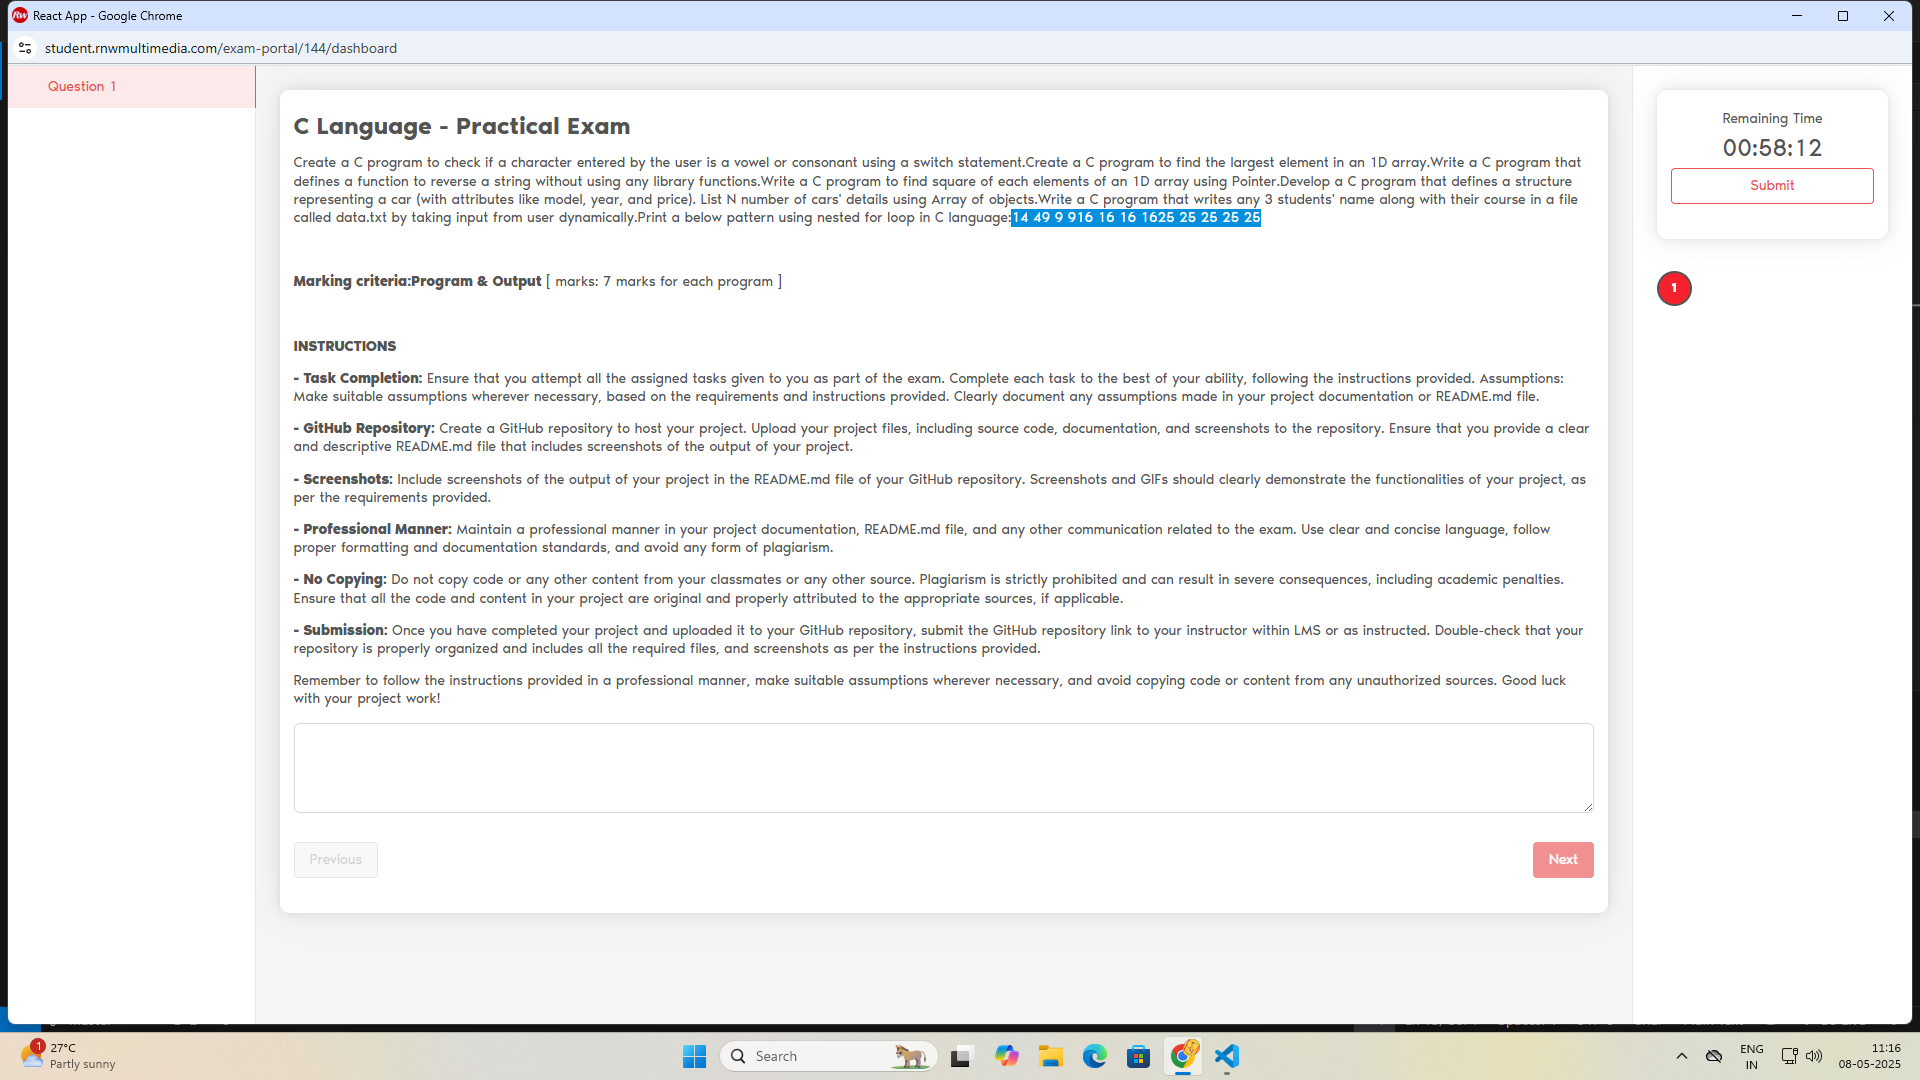 React App - Google Chrome
student.rnwmultimedia.com/exam-portal/144/dashboard
Question 1
C Language - Practical Exam
Create a C program to check if a character entered by the user is a vowel or consonant using a switch statement.Create a C program to find the largest element in an 1D array.Write a C program that
defines a function to reverse a string without using any library functions.Write a C program to find square of each elements of an 1D array using Pointer.Develop a C program that defines a structure
representing a car (with attributes like model, year, and price). List N number of cars' details using Array of objects.Write a C program that writes any 3 students' name along with their course in a file
called data.txt by taking input from user dynamically.Print a below pattern using nested for loop in C language:14 49 9 916 16 16 1625 25 25 25 25
Marking criteria:Program & Output [ marks: 7 marks for each program ]
INSTRUCTIONS
- Task Completion: Ensure that you attempt all the assigned tasks given to you as part of the exam. Complete each task to the best of your ability, following the instructions provided. Assumptions:
Make suitable assumptions wherever necessary, based on the requirements and instructions provided. Clearly document any assumptions made in your project documentation or README.md file.
- GitHub Repository: Create a GitHub repository to host your project. Upload your project files, including source code, documentation, and screenshots to the repository. Ensure that you provide a clear
and descriptive README.md file that includes screenshots of the output of your project.
- Screenshots: Include screenshots of the output of your project in the README.md file of your GitHub repository. Screenshots and GIFs should clearly demonstrate the functionalities of your project, as
per the requirements provided.
- Professional Manner: Maintain a professional manner in your project documentation, README.md file, and any other communication related to the exam. Use clear and concise language, follow
proper formatting and documentation standards, and avoid any form of plagiarism.
- No Copying: Do not copy code or any other content from your classmates or any other source. Plagiarism is strictly prohibited and can result in severe consequences, including academic penalties.
Ensure that all the code and content in your project are original and properly attributed to the appropriate sources, if applicable.
- Submission: Once you have completed your project and uploaded it to your GitHub repository, submit the GitHub repository link to your instructor within LMS or as instructed. Double-check that your
repository is properly organized and includes all the required files, and screenshots as per the instructions provided.
Remember to follow the instructions provided in a professional manner, make suitable assumptions wherever necessary, and avoid copying code or content from any unauthorized sources. Good luck
with your project work!
Previous
Next
Remaining Time
00:58:12
Submit
1
1
27°C
Partly sunny
Search
ENG
IN
11:16
08-05-2025